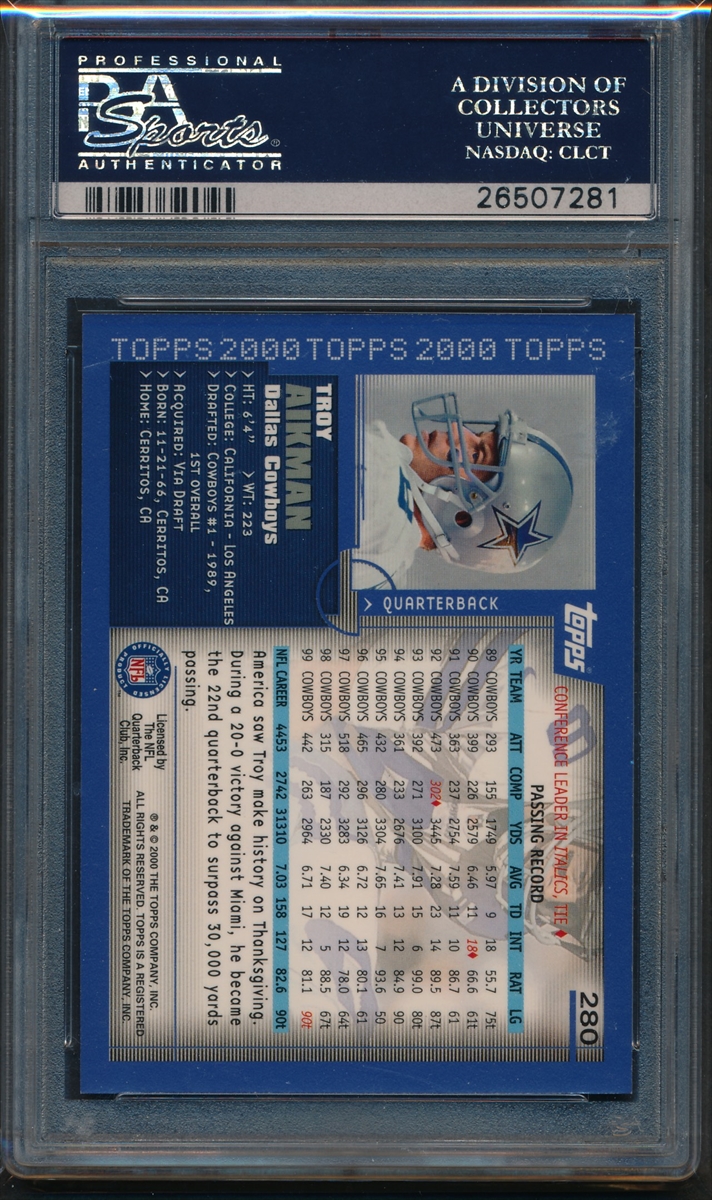 PROFESSIONAL
PSA
Sports®
AUTHENTICATOR
A DIVISION OF
COLLECTORS
UNIVERSE
NASDAQ: CLCT
26507281
TOPPS 2000 TOPPS 2000 TOPPS
TROY
AIKMAN
Dallas Cowboys
> HT: 6'4" > WT: 223
> COLLEGE: CALIFORNIA - LOS ANGELES
> DRAFTED: COWBOYS #1 - 1989,
1ST OVERALL
> ACQUIRED: VIA DRAFT
> BORN: 11-21-66, CERRITOS, CA
> HOME: CERRITOS, CA
> QUARTERBACK
Topps®
280
CONFERENCE LEADER IN ITALICS, TIE ♦
PASSING RECORD
YR TEAM ATT COMP YDS AVG TD INT RAT LG
89 COWBOYS 293 155 1749 5.97 9 18 55.7 75t
90 COWBOYS 399 226 2579 6.46 11 18♦ 66.6 61t
91 COWBOYS 363 237 2754 7.59 11 10 86.7 61
92 COWBOYS 473 302♦ 3445 7.28 23 14 89.5 87t
93 COWBOYS 392 271 3100 7.91 15 6 99.0 80t
94 COWBOYS 361 233 2676 7.41 13 12 84.9 90
95 COWBOYS 432 280 3304 7.65 16 7 93.6 50
96 COWBOYS 465 296 3126 6.72 12 13 80.1 61
97 COWBOYS 518 292 3283 6.34 19 12 78.0 64t
98 COWBOYS 315 187 2330 7.40 12 5 88.5 67t
99 COWBOYS 442 263 2964 6.71 17 12 81.1 90t
NFL CAREER 4453 2742 31310 7.03 158 127 82.6 90t
America saw Troy make history on Thanksgiving.
During a 20-0 victory against Miami, he became
the 22nd quarterback to surpass 30,000 yards
passing.
OFFICIALLY LICENSED PRODUCT
NFL
™
Licensed by
The NFL
Quarterback
Club, Inc.
® & © 2000 THE TOPPS COMPANY, INC.
ALL RIGHTS RESERVED. TOPPS IS A REGISTERED
TRADEMARK OF THE TOPPS COMPANY, INC.